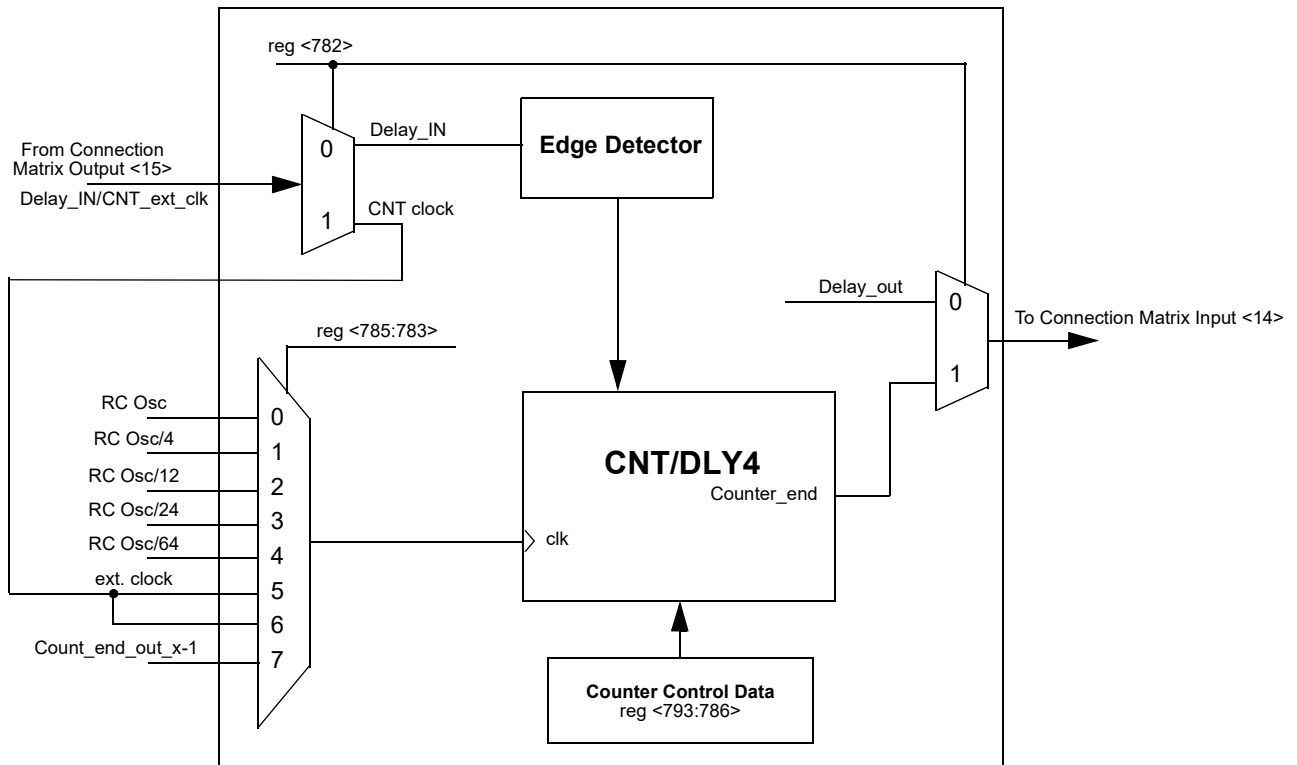 reg <782>
From Connection
Matrix Output <15>
Delay_IN/CNT_ext_clk
0
1
Delay_IN
CNT clock
Edge Detector
Delay_out
0
1
To Connection Matrix Input <14>
reg <785:783>
RC Osc
RC Osc/4
RC Osc/12
RC Osc/24
RC Osc/64
ext. clock
Count_end_out_x-1
0
1
2
3
4
5
6
7
CNT/DLY4
Counter_end
clk
Counter Control Data
reg <793:786>